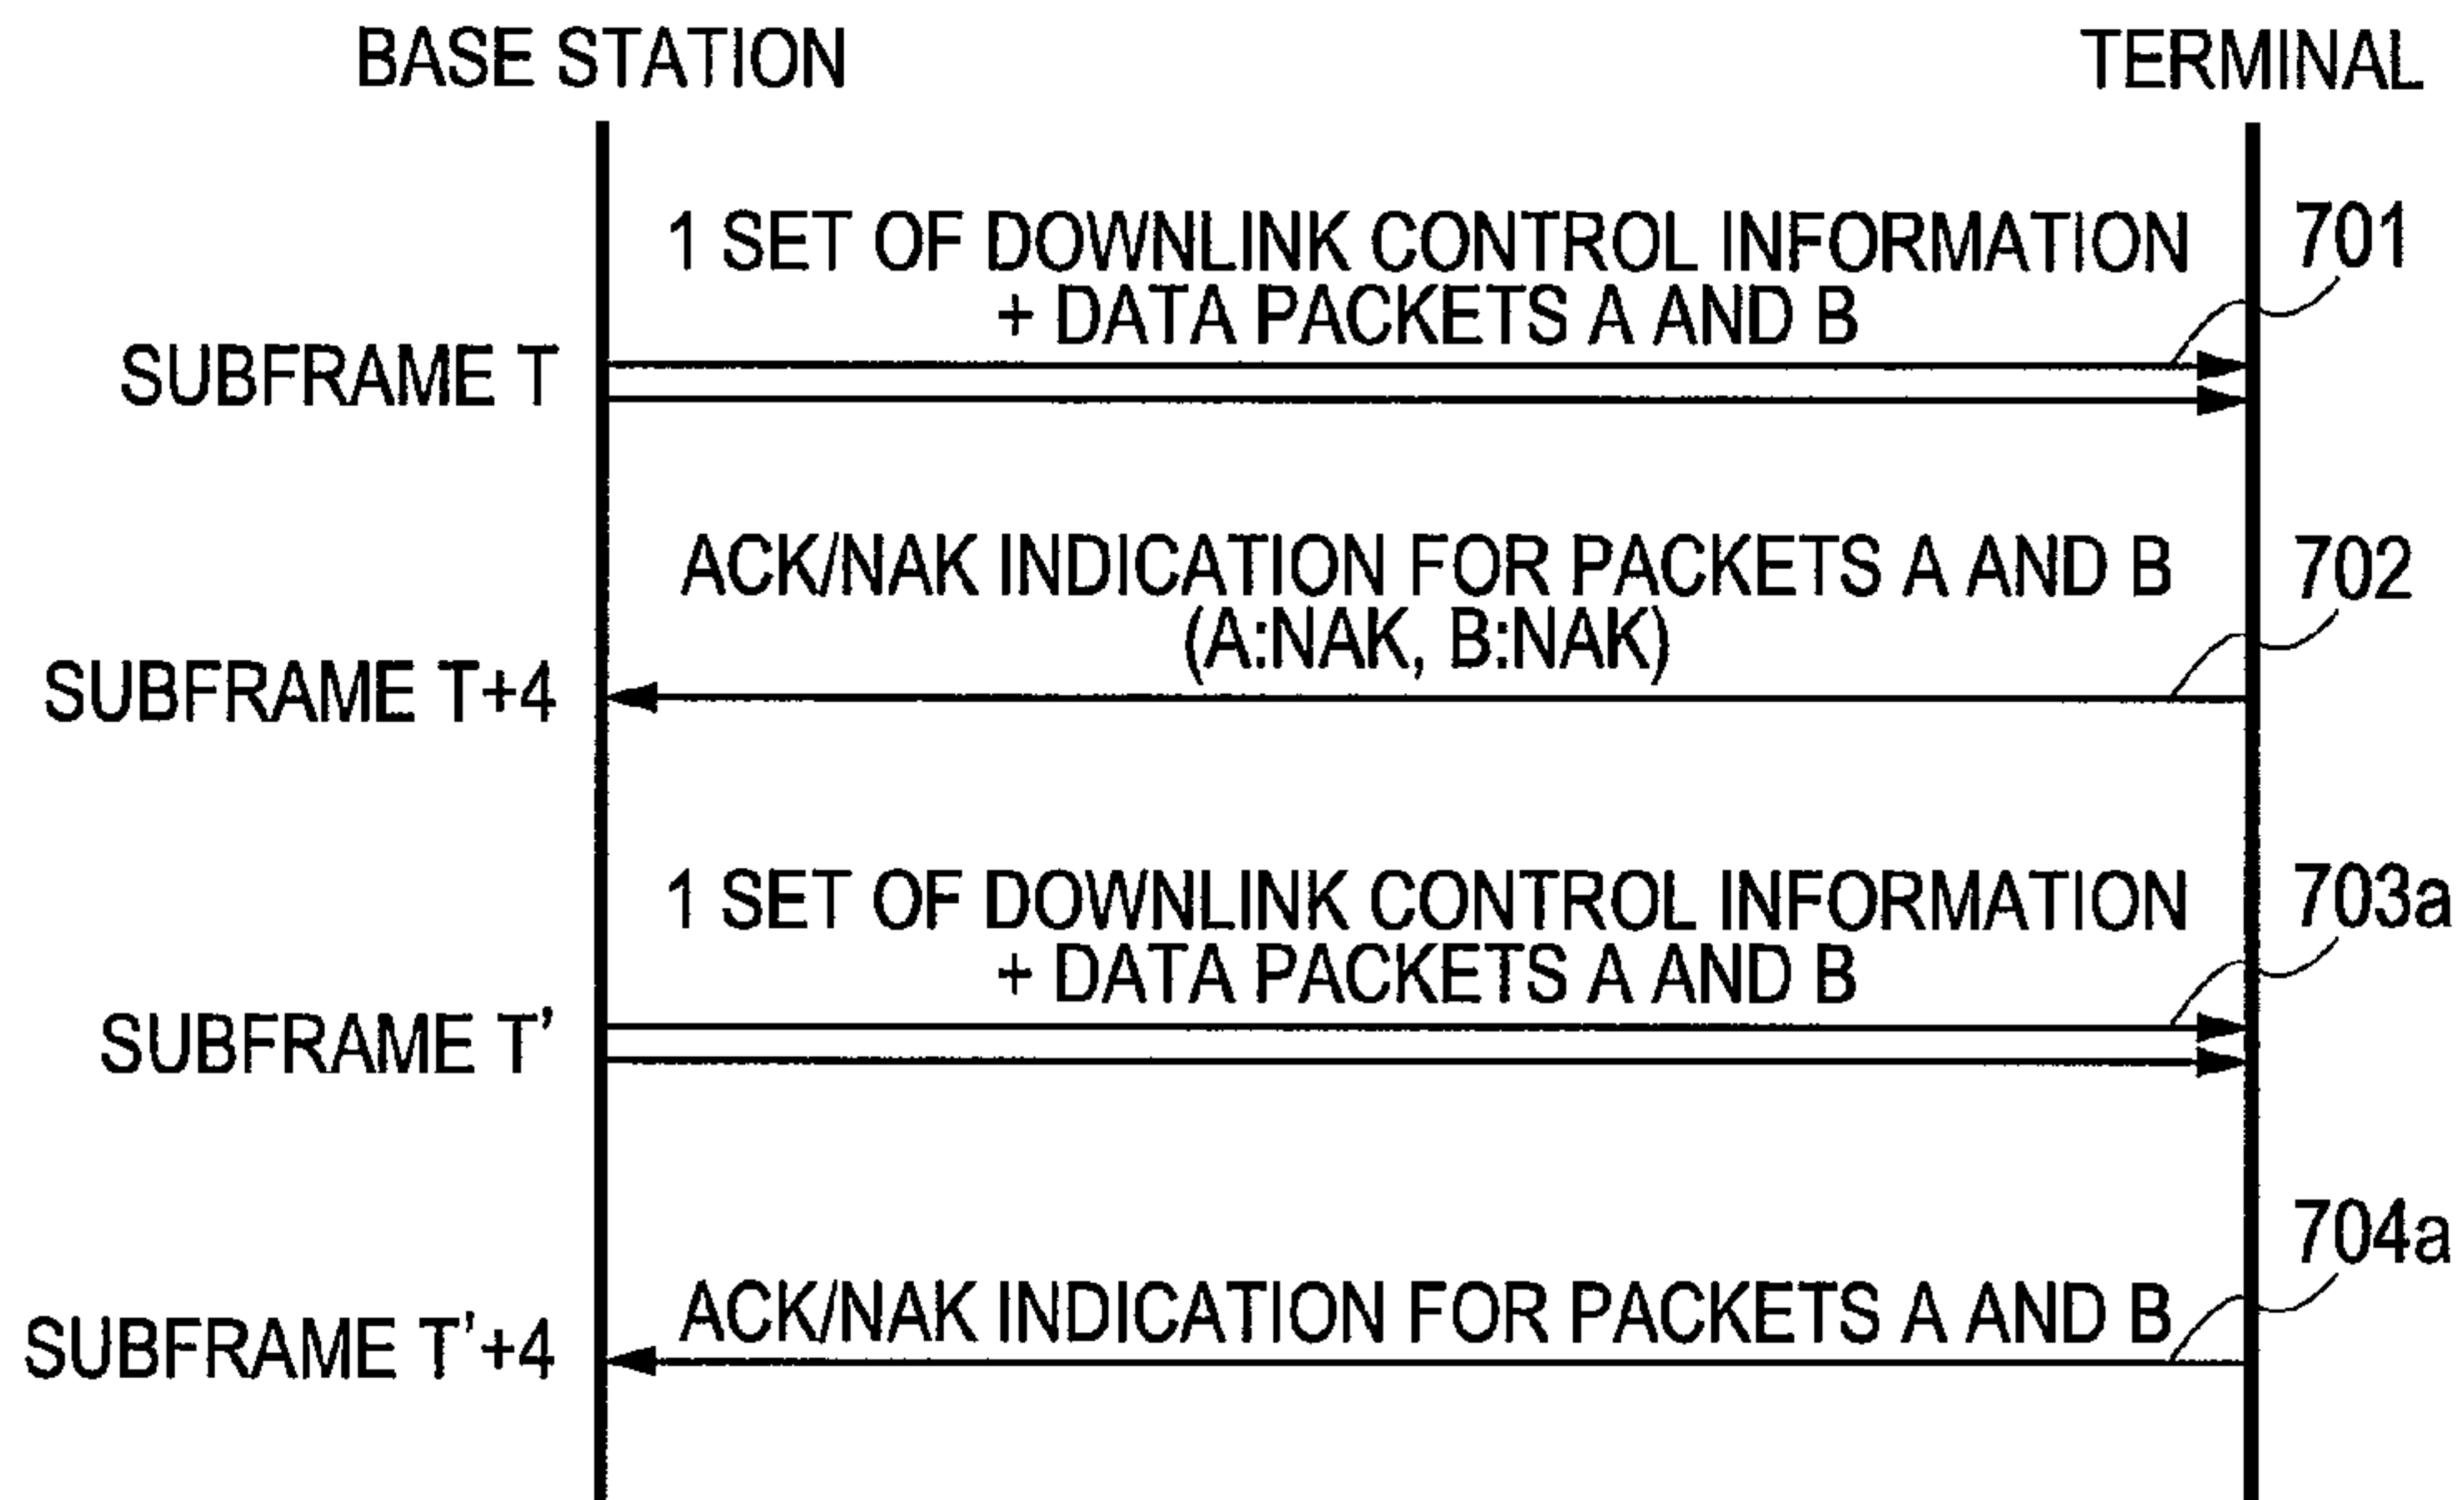 BASE STATION
TERMINAL
1 SET OF DOWNLINK CONTROL INFORMATION
+ DATA PACKETS A AND B
701
SUBFRAME T
ACK/NAK INDICATION FOR PACKETS A AND B
(A:NAK, B:NAK)
702
SUBFRAME T+4
1 SET OF DOWNLINK CONTROL INFORMATION
+ DATA PACKETS A AND B
703a
SUBFRAME T'
704a
ACK/NAK INDICATION FOR PACKETS A AND B
SUBFRAME T'+4